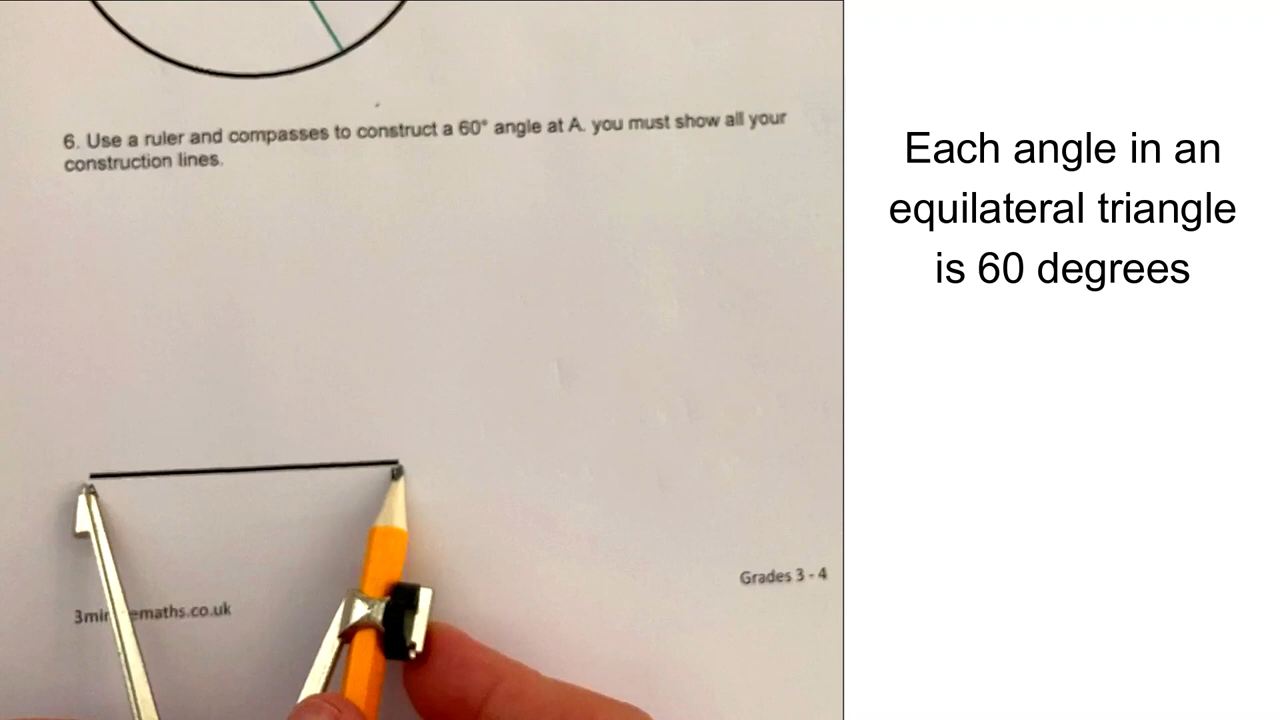 6. Use a ruler and compasses to construct a 60° angle at A. you must show all your
construction lines.
Each angle in an
equilateral triangle
is 60 degrees
Grades 3 - 4
emaths.co.uk